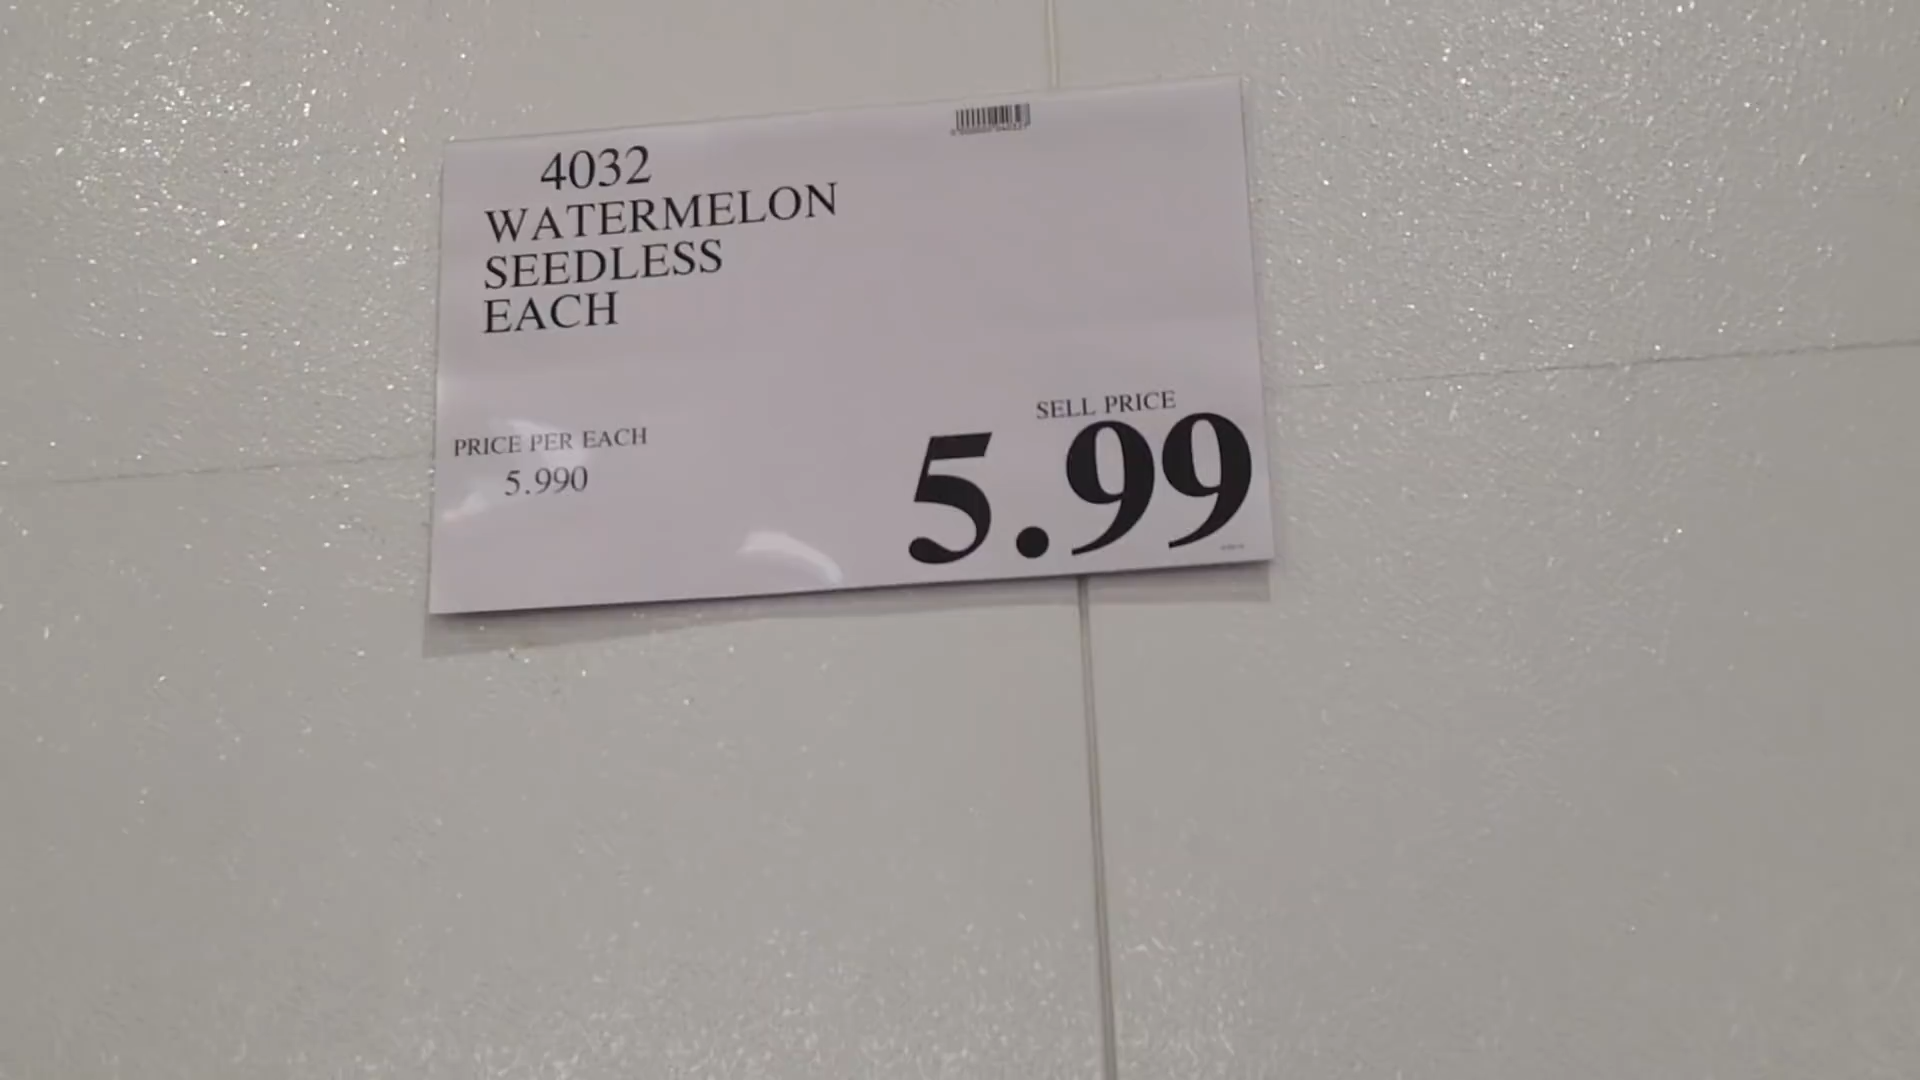 4032
WATERMELON
SEEDLESS
EACH
PRICE PER EACH
5.990
SELL PRICE
5.99